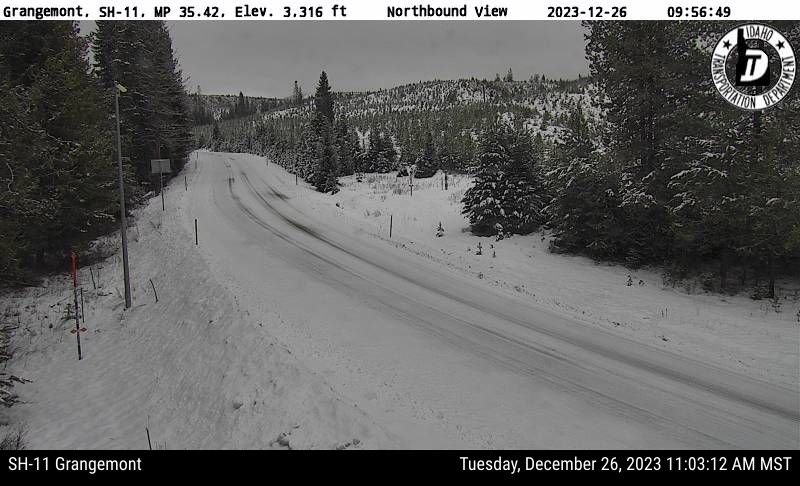 Grangemont, SH-11, MP 35.42, Elev. 3,316 ft Northbound View 2023-12-26 09:56:49
IDAHO
TRANSPORTATION DEPARTMENT
SH-11 Grangemont Tuesday, December 26, 2023 11:03:12 AM MST